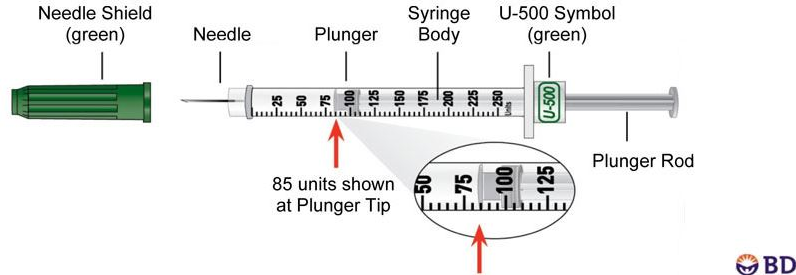 Needle Shield
(green)
Needle
Plunger
Syringe
Body
U-500 Symbol
(green)
25 50 75 100 125 150 175 200 225 250 Units
U-500
85 units shown
at Plunger Tip
50 75 100 125
Plunger Rod
BD